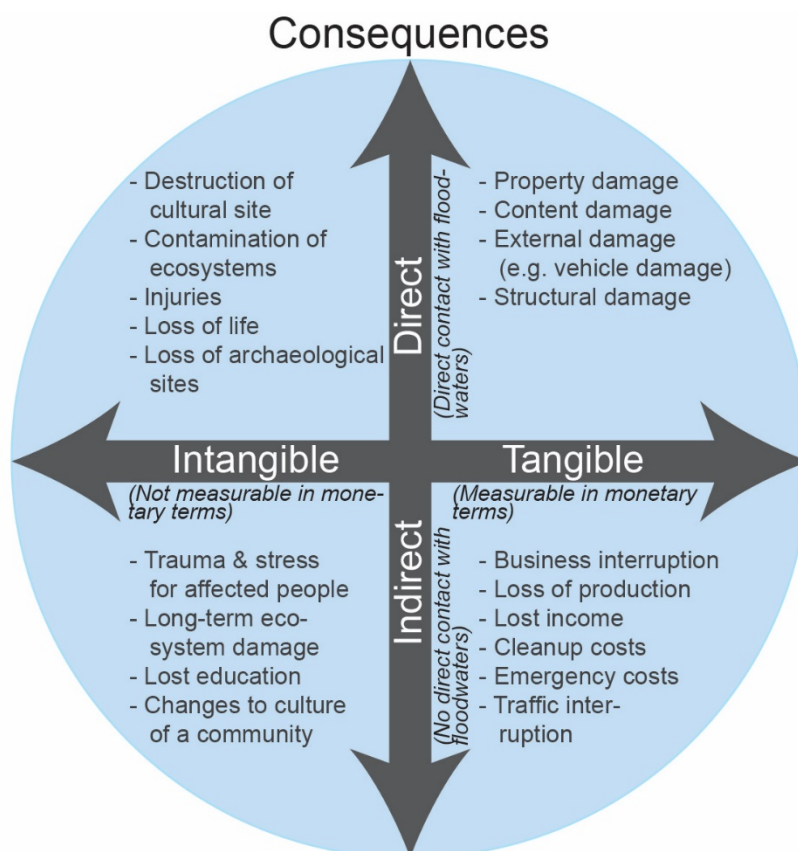 Consequences
- Destruction of
cultural site
- Contamination of
ecosystems
- Injuries
- Loss of life
- Loss of archaeological
sites
Direct
(Direct contact with flood-
waters)
- Property damage
- Content damage
- External damage
(e.g. vehicle damage)
- Structural damage
Intangible
(Not measurable in mone-
tary terms)
Tangible
(Measurable in monetary
terms)
- Trauma & stress
for affected people
- Long-term eco-
system damage
- Lost education
- Changes to culture
of a community
Indirect
(No direct contact with
floodwaters)
- Business interruption
- Loss of production
- Lost income
- Cleanup costs
- Emergency costs
- Traffic inter-
ruption